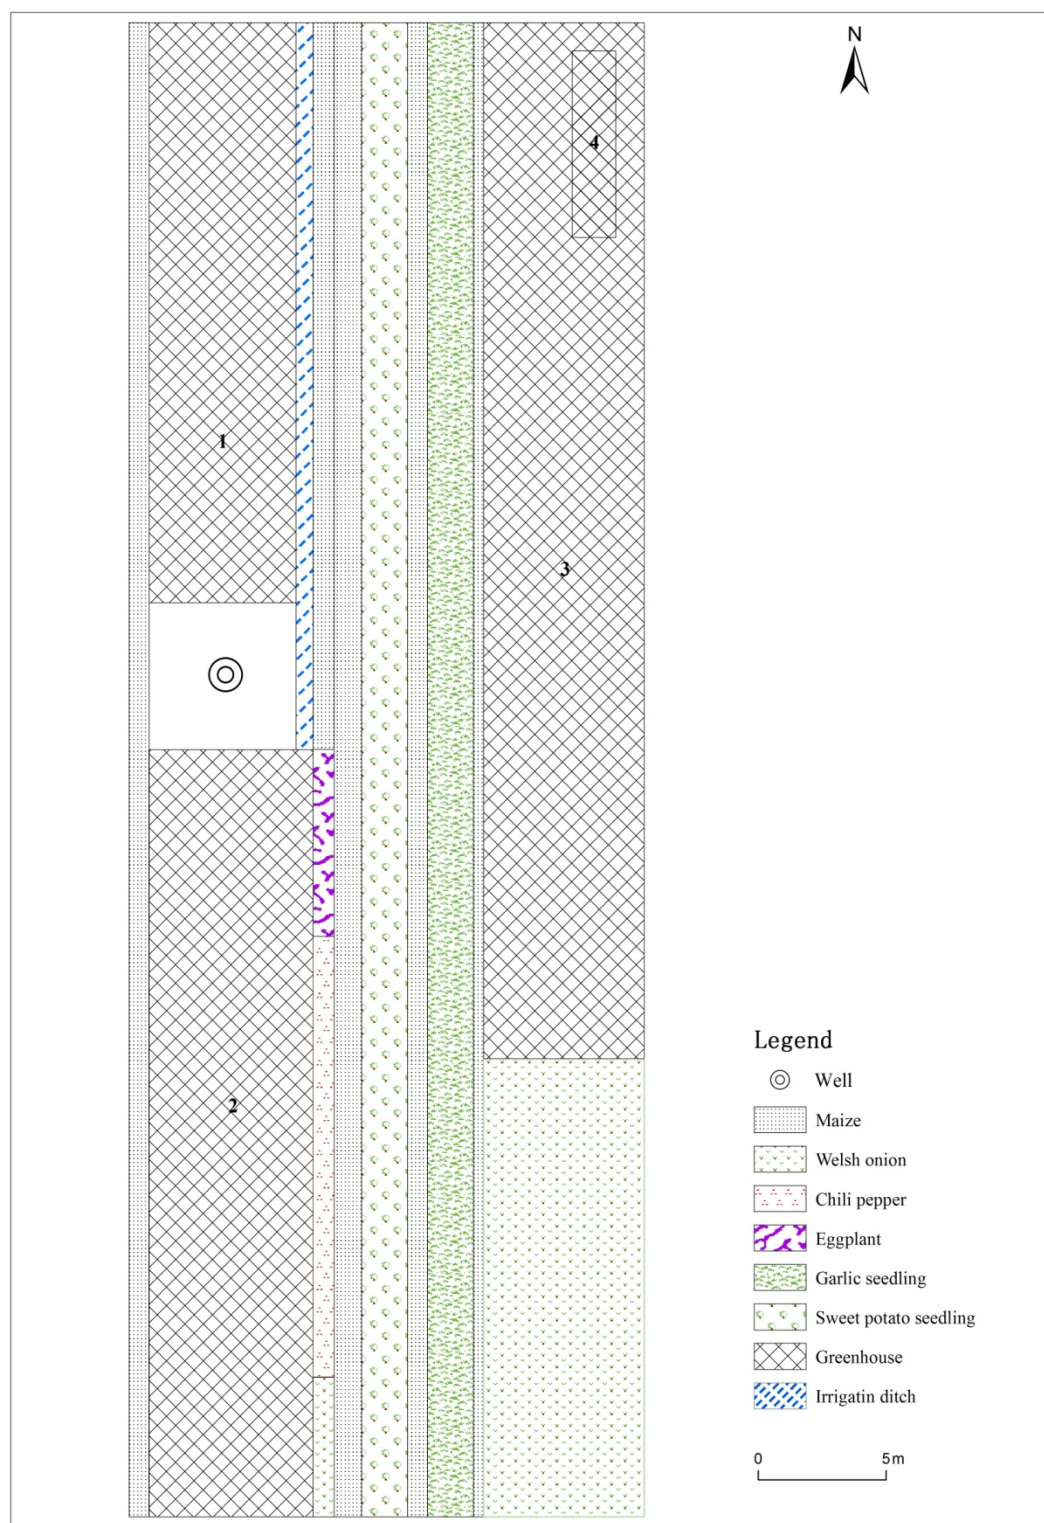 N
4
1
3
2
Legend
Well
Maize
Welsh onion
Chili pepper
Eggplant
Garlic seedling
Sweet potato seedling
Greenhouse
Irrigatin ditch
0 5m